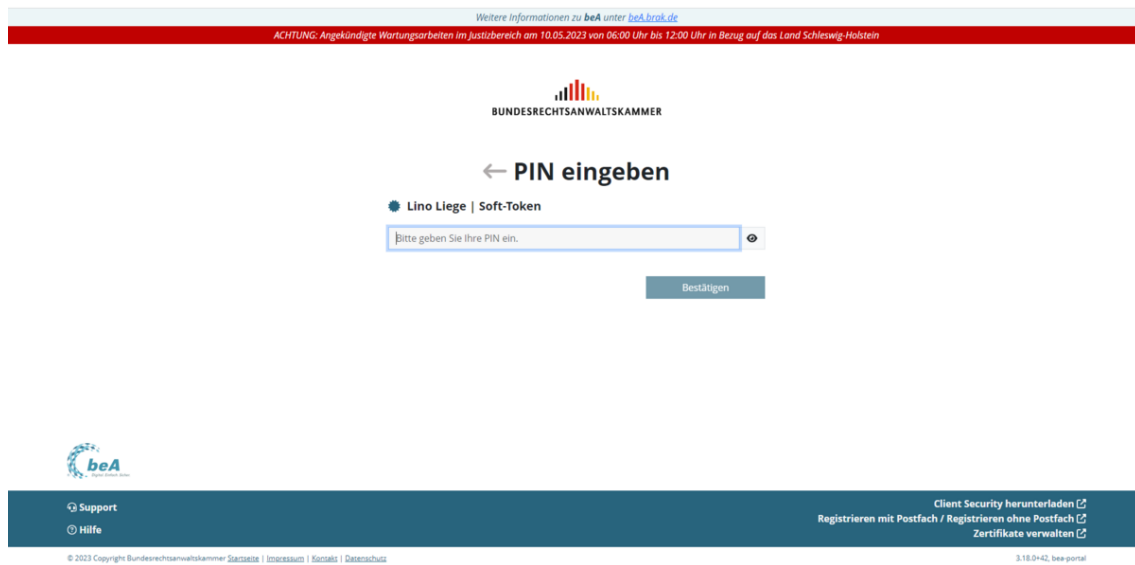 Weitere Informationen zu beA unter beA.brak.de
ACHTUNG: Angekündigte Wartungsarbeiten im Justizbereich am 10.05.2023 von 06:00 Uhr bis 12:00 Uhr in Bezug auf das Land Schleswig-Holstein
BUNDESRECHTSANWALTSKAMMER
← PIN eingeben
Lino Liege | Soft-Token
Bitte geben Sie Ihre PIN ein.
Bestätigen
beA
Support
Hilfe
Client Security herunterladen
Registrieren mit Postfach / Registrieren ohne Postfach
Zertifikate verwalten
© 2023 Copyright Bundesrechtsanwaltskammer Startseite | Impressum | Kontakt | Datenschutz
3.18.0+42, bea-portal